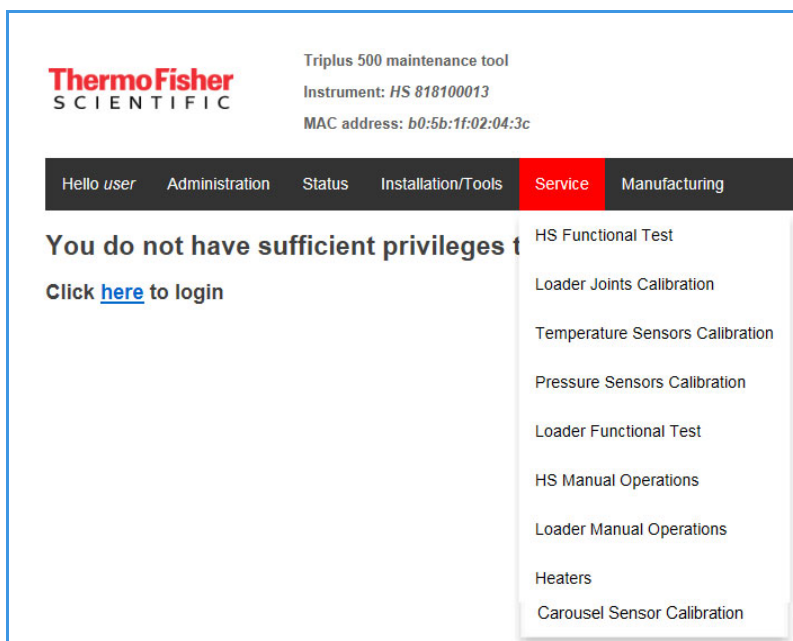 ThermoFisher
SCIENTIFIC
Triplus 500 maintenance tool
Instrument: HS 818100013
MAC address: b0:5b:1f:02:04:3c
Hello user Administration Status Installation/Tools Service Manufacturing
You do not have sufficient privileges t
Click here to login
HS Functional Test
Loader Joints Calibration
Temperature Sensors Calibration
Pressure Sensors Calibration
Loader Functional Test
HS Manual Operations
Loader Manual Operations
Heaters
Carousel Sensor Calibration